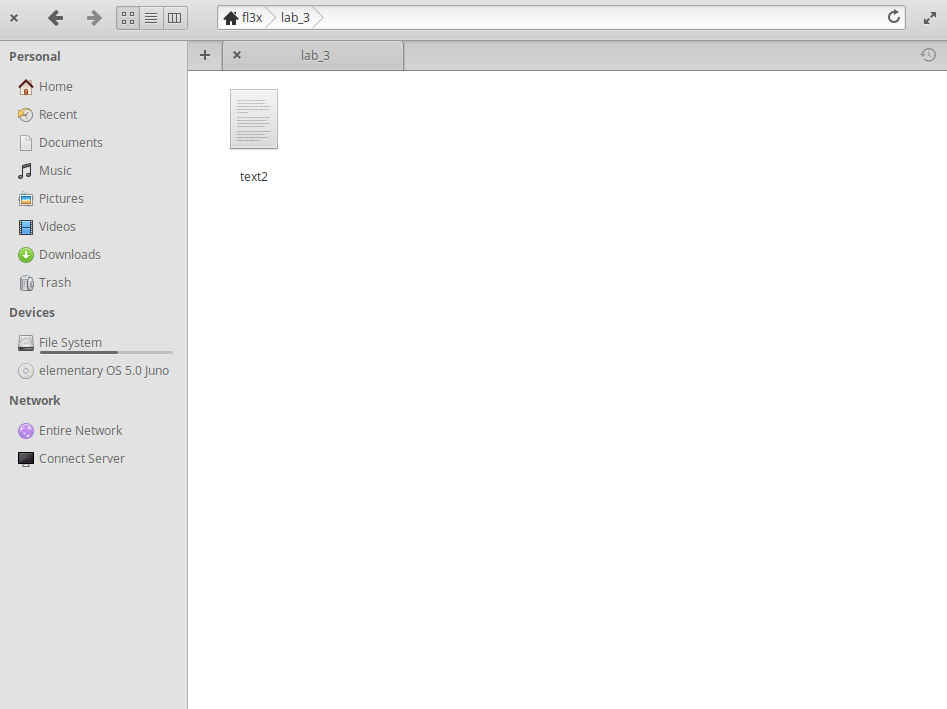 fl3x lab_3
lab_3
Personal
Home
Recent
Documents
Music
Pictures
Videos
Downloads
Trash
Devices
File System
elementary OS 5.0 Juno
Network
Entire Network
Connect Server
text2